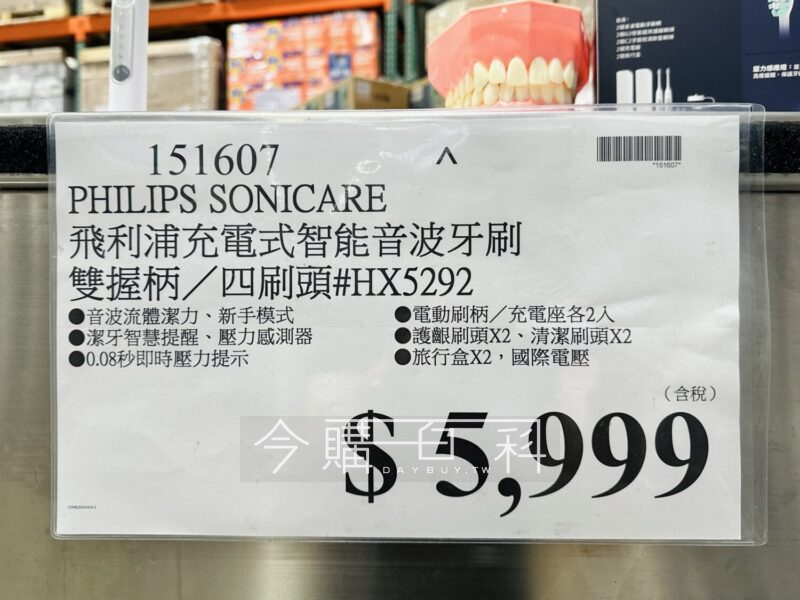 151607
*151607*
PHILIPS SONICARE
飛利浦充電式智能音波牙刷
雙握柄／四刷頭#HX5292
●音波流體潔力、新手模式
●潔牙智慧提醒、壓力感測器
●0.08秒即時壓力提示
●電動刷柄／充電座各2入
●護齦刷頭X2、清潔刷頭X2
●旅行盒X2，國際電壓
（含稅）
$ 5,999
今購百科
DAYBUY.TW